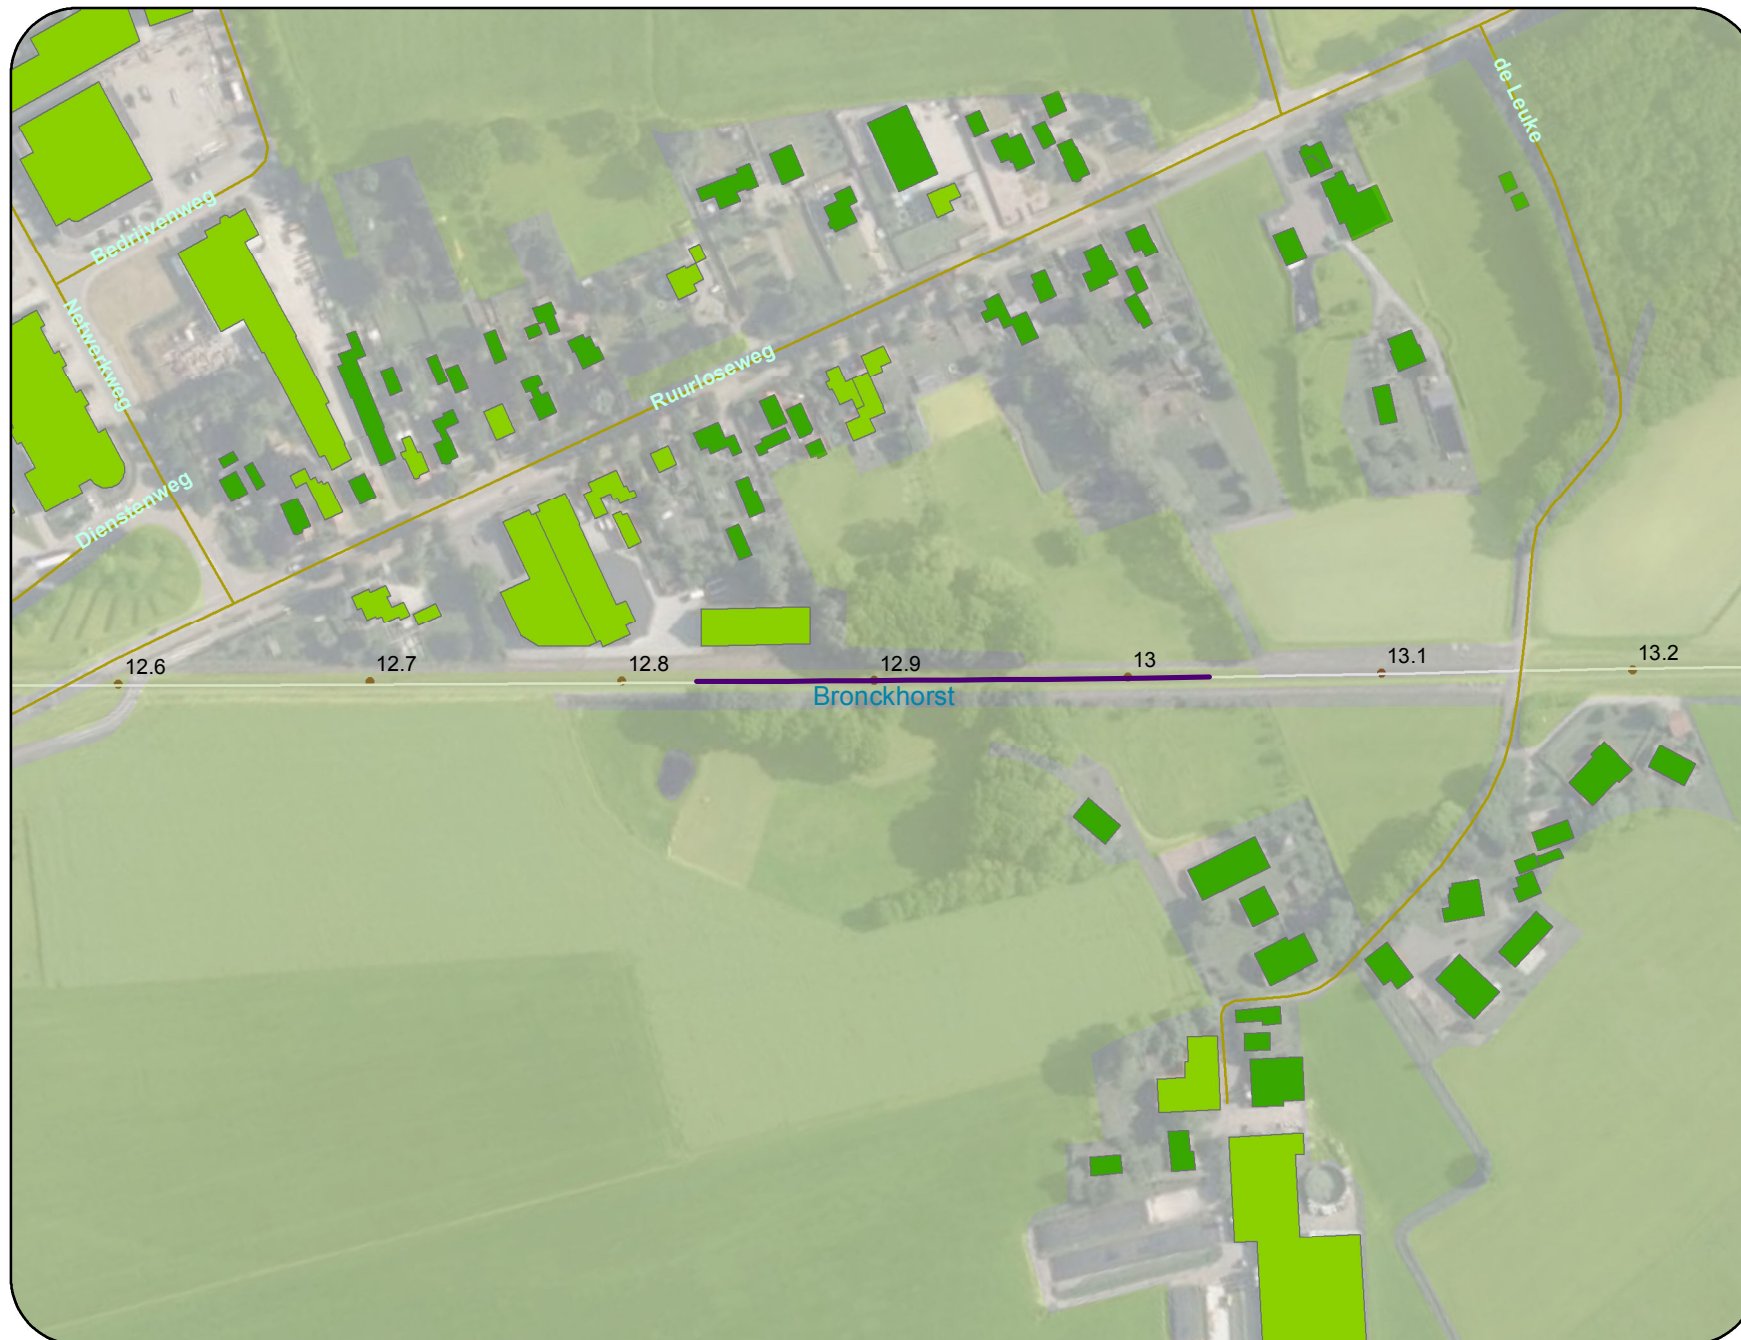 de Leuke
Bedrijvenweg
Netwerkweg
Ruurloseweg
Dienstenweg
12.6
12.7
12.8
12.9
13
13.1
13.2
Bronckhorst